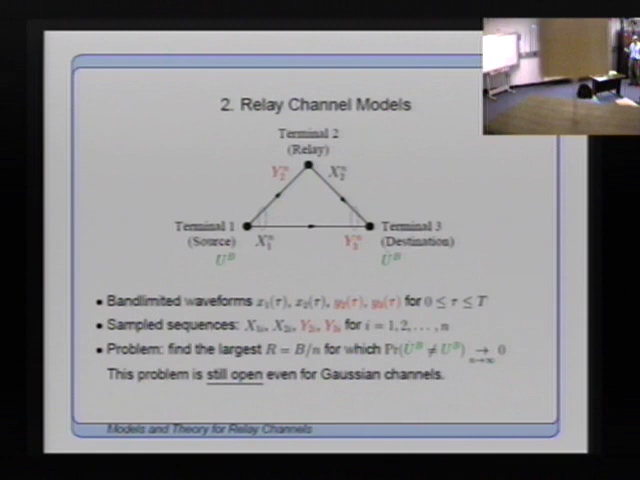 2. Relay Channel Models
Terminal 2
(Relay)
Y₂ⁿ X₂ⁿ
Terminal 1 Terminal 3
(Source) X₁ⁿ Y₃ⁿ (Destination)
Uᴮ Ûᴮ
• Bandlimited waveforms x₁(τ), x₂(τ), y₂(τ), y₃(τ) for 0 ≤ τ ≤ T
• Sampled sequences: X₁ᵢ, X₂ᵢ, Y₂ᵢ, Y₃ᵢ for i = 1, 2, . . . , n
• Problem: find the largest R = B/n for which Pr(Ûᴮ ≠ Uᴮ) → 0
n→∞
This problem is still open even for Gaussian channels.
Models and Theory for Relay Channels